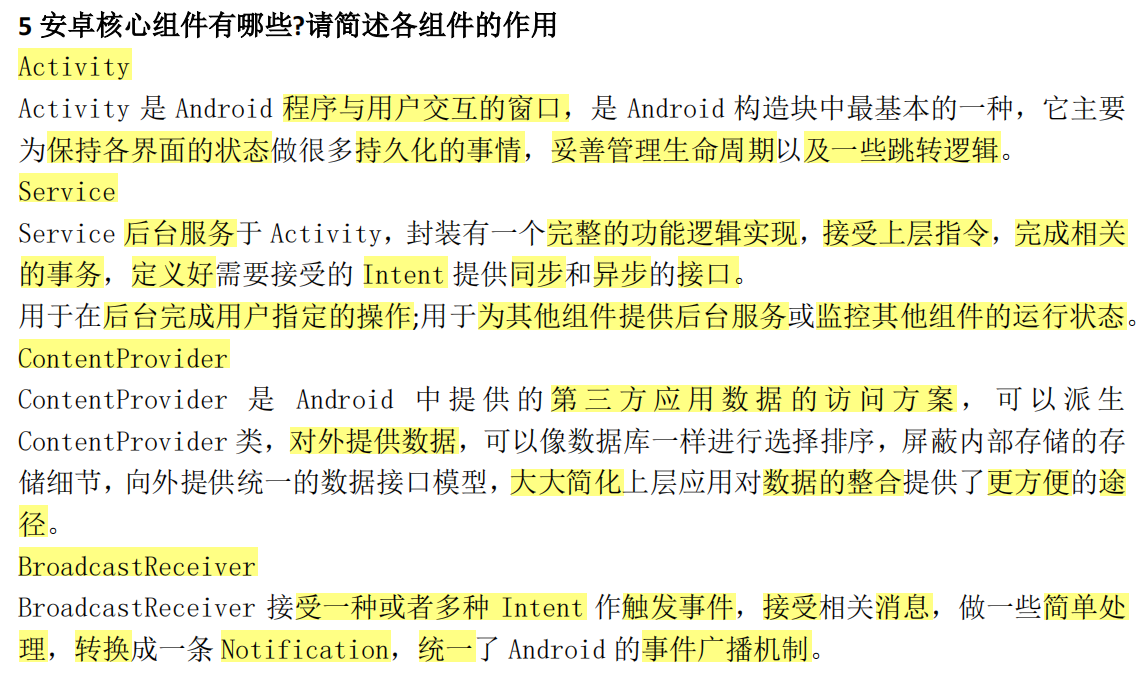 5 安卓核心组件有哪些?请简述各组件的作用
Activity
Activity 是 Android 程序与用户交互的窗口，是 Android 构造块中最基本的一种，它主要
为保持各界面的状态做很多持久化的事情，妥善管理生命周期以及一些跳转逻辑。
Service
Service 后台服务于 Activity，封装有一个完整的功能逻辑实现，接受上层指令，完成相关
的事务，定义好需要接受的 Intent 提供同步和异步的接口。
用于在后台完成用户指定的操作;用于为其他组件提供后台服务或监控其他组件的运行状态。
ContentProvider
ContentProvider 是 Android 中提供的第三方应用数据的访问方案，可以派生
ContentProvider 类，对外提供数据，可以像数据库一样进行选择排序，屏蔽内部存储的存
储细节，向外提供统一的数据接口模型，大大简化上层应用对数据的整合提供了更方便的途
径。
BroadcastReceiver
BroadcastReceiver 接受一种或者多种 Intent 作触发事件，接受相关消息，做一些简单处
理，转换成一条 Notification，统一了 Android 的事件广播机制。